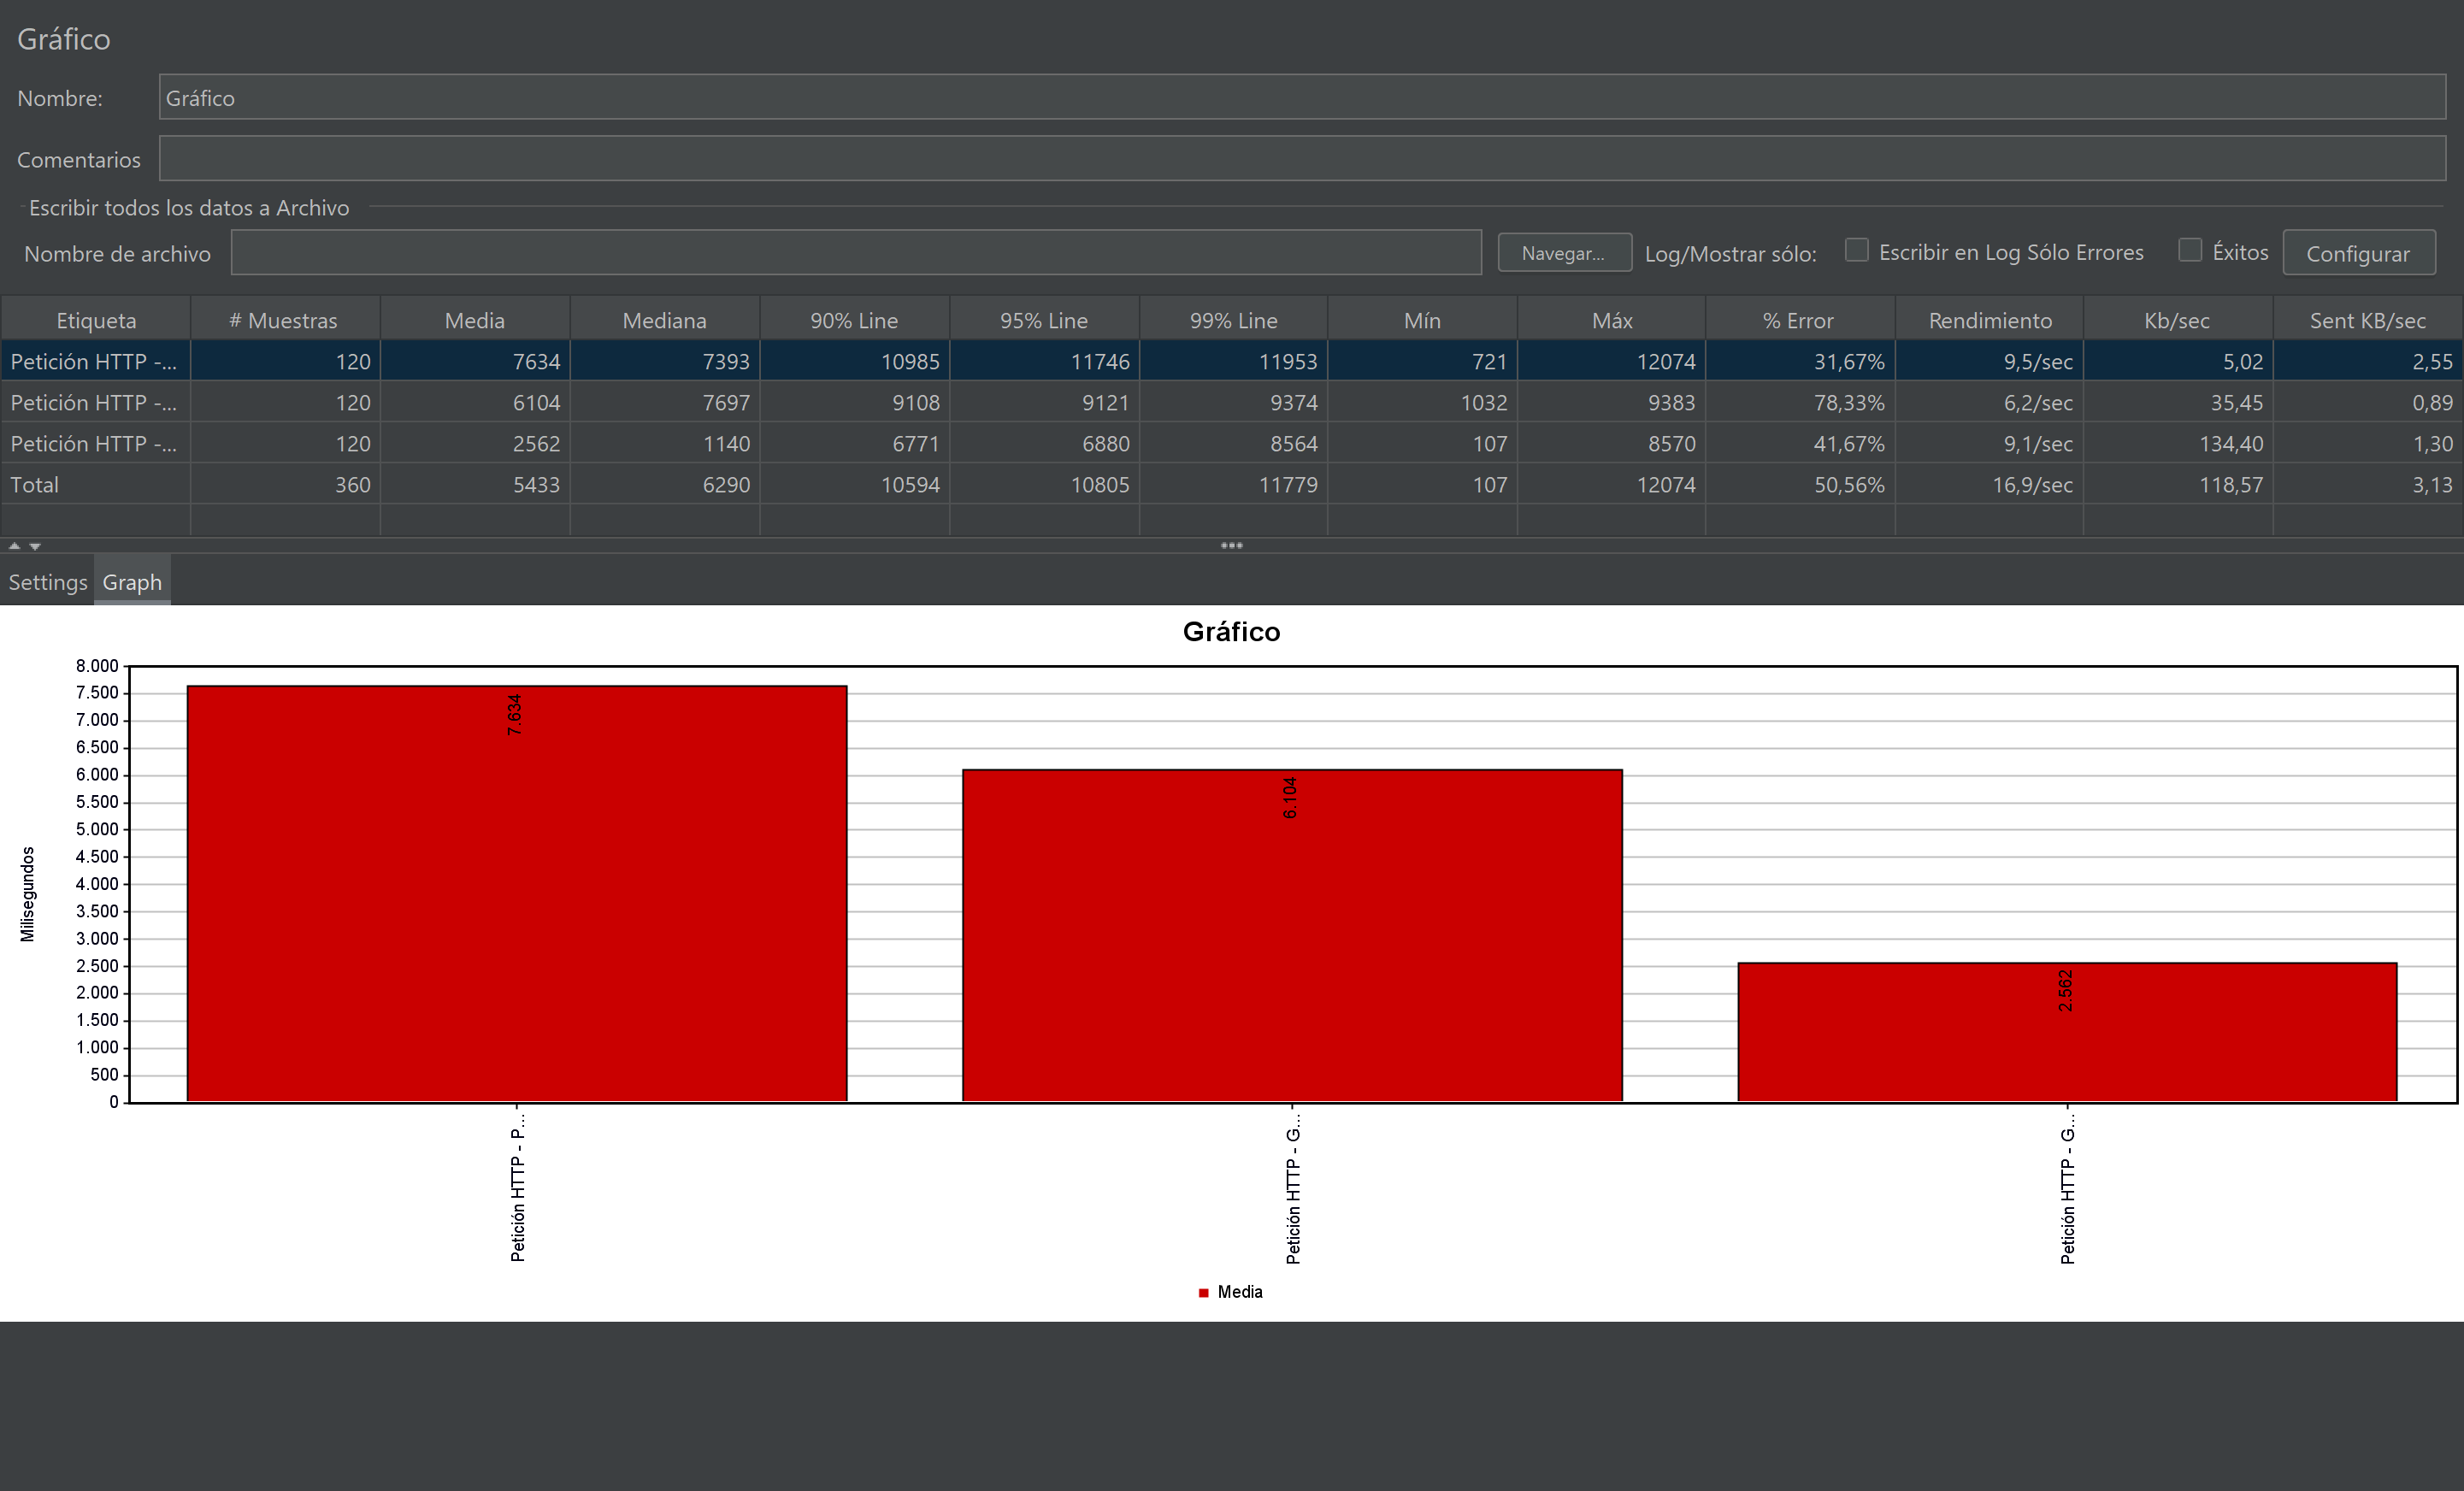 Gráfico
Nombre: Gráfico
Comentarios
Escribir todos los datos a Archivo
Nombre de archivo Navegar... Log/Mostrar sólo: Escribir en Log Sólo Errores Éxitos Configurar
Etiqueta # Muestras Media Mediana 90% Line 95% Line 99% Line Mín Máx % Error Rendimiento Kb/sec Sent KB/sec
Petición HTTP -... 120 7634 7393 10985 11746 11953 721 12074 31,67% 9,5/sec 5,02 2,55
Petición HTTP -... 120 6104 7697 9108 9121 9374 1032 9383 78,33% 6,2/sec 35,45 0,89
Petición HTTP -... 120 2562 1140 6771 6880 8564 107 8570 41,67% 9,1/sec 134,40 1,30
Total 360 5433 6290 10594 10805 11779 107 12074 50,56% 16,9/sec 118,57 3,13
Settings Graph
Gráfico
Milisegundos
8.000
7.500
7.000
6.500
6.000
5.500
5.000
4.500
4.000
3.500
3.000
2.500
2.000
1.500
1.000
500
0
7.634
6.104
2.562
Petición HTTP - P...
Petición HTTP - G...
Petición HTTP - G...
Media